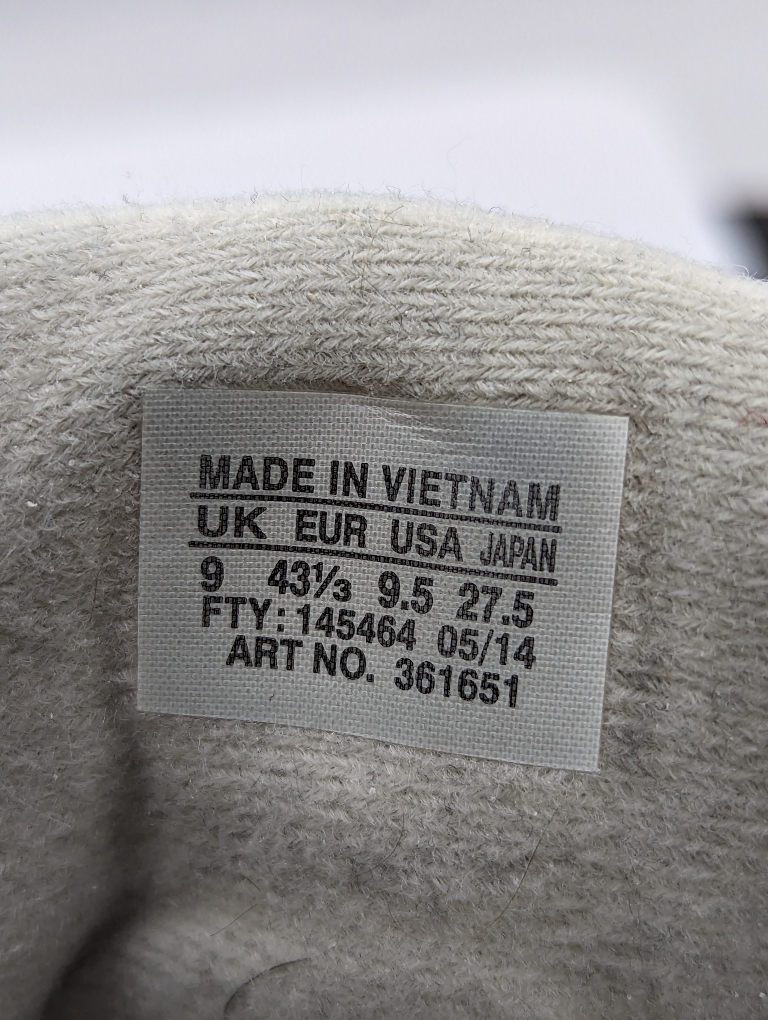 MADE IN VIETNAM
UK EUR USA JAPAN
9 43⅓ 9.5 27.5
FTY: 145464 05/14
ART NO. 361651